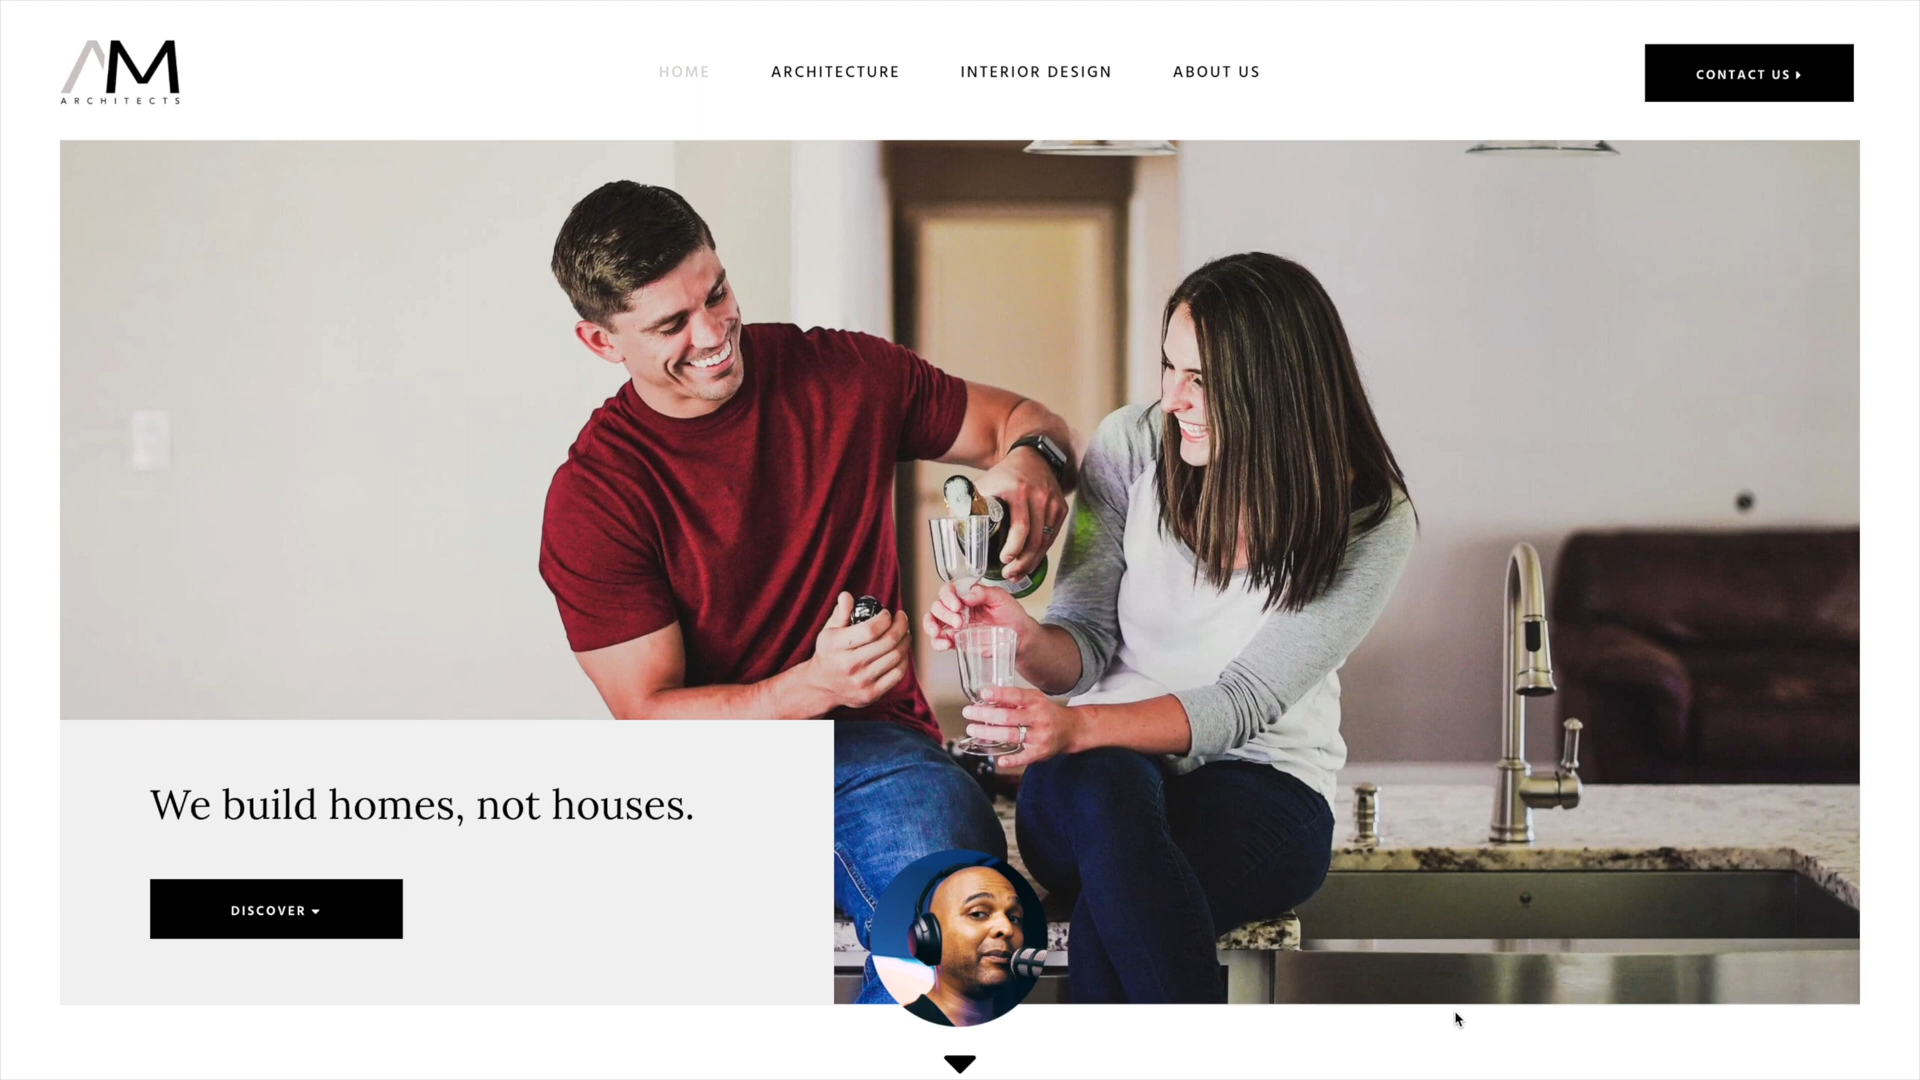 AM
ARCHITECTS
HOME
ARCHITECTURE
INTERIOR DESIGN
ABOUT US
CONTACT US
We build homes, not houses.
DISCOVER